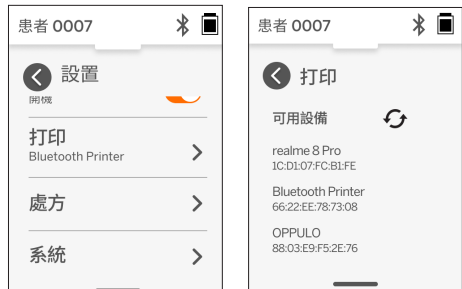 患者 0007
設置
開機
打印
Bluetooth Printer
處方
系統
患者 0007
打印
可用設備
realme 8 Pro
1C:D1:07:FC:B1:FE
Bluetooth Printer
66:22:EE:78:73:08
OPPULO
88:03:E9:F5:2E:76